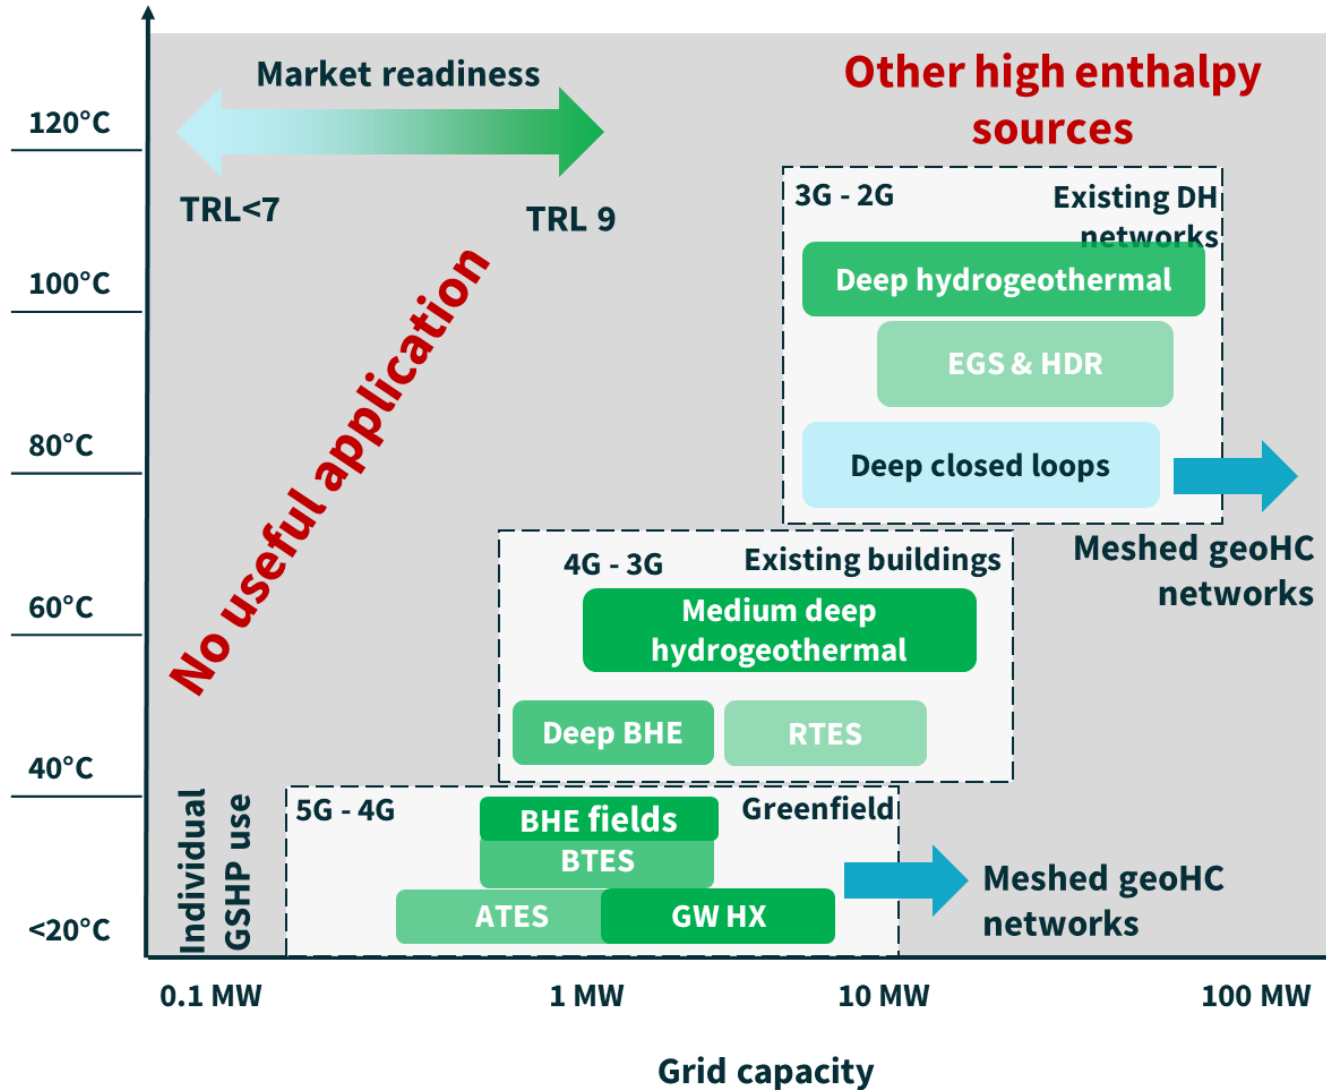 Market readiness
TRL<7
TRL 9
Other high enthalpy
sources
120°C
100°C
80°C
60°C
40°C
<20°C
No useful application
3G - 2G
Existing DH
networks
Deep hydrogeothermal
EGS & HDR
Deep closed loops
Meshed geoHC
networks
4G - 3G
Existing buildings
Medium deep
hydrogeothermal
Deep BHE
RTES
Individual
GSHP use
5G - 4G
Greenfield
BHE fields
BTES
ATES
GW HX
Meshed geoHC
networks
0.1 MW
1 MW
10 MW
100 MW
Grid capacity